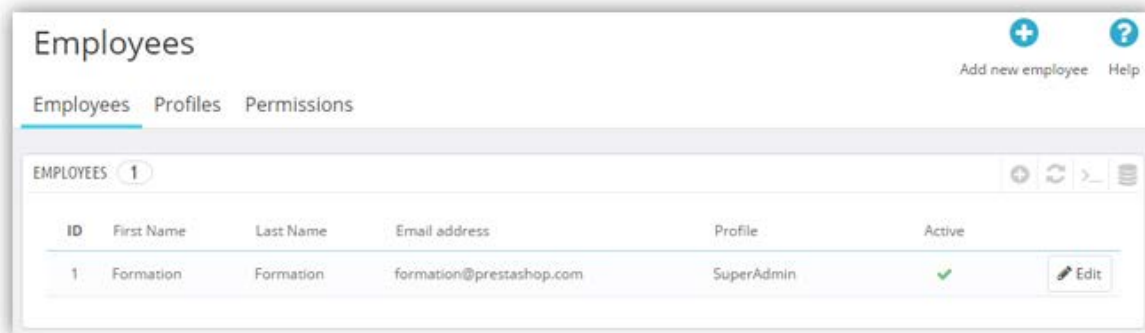 Employees
Add new employee Help
Employees Profiles Permissions
EMPLOYEES 1
ID First Name Last Name Email address Profile Active
1 Formation Formation formation@prestashop.com SuperAdmin Edit